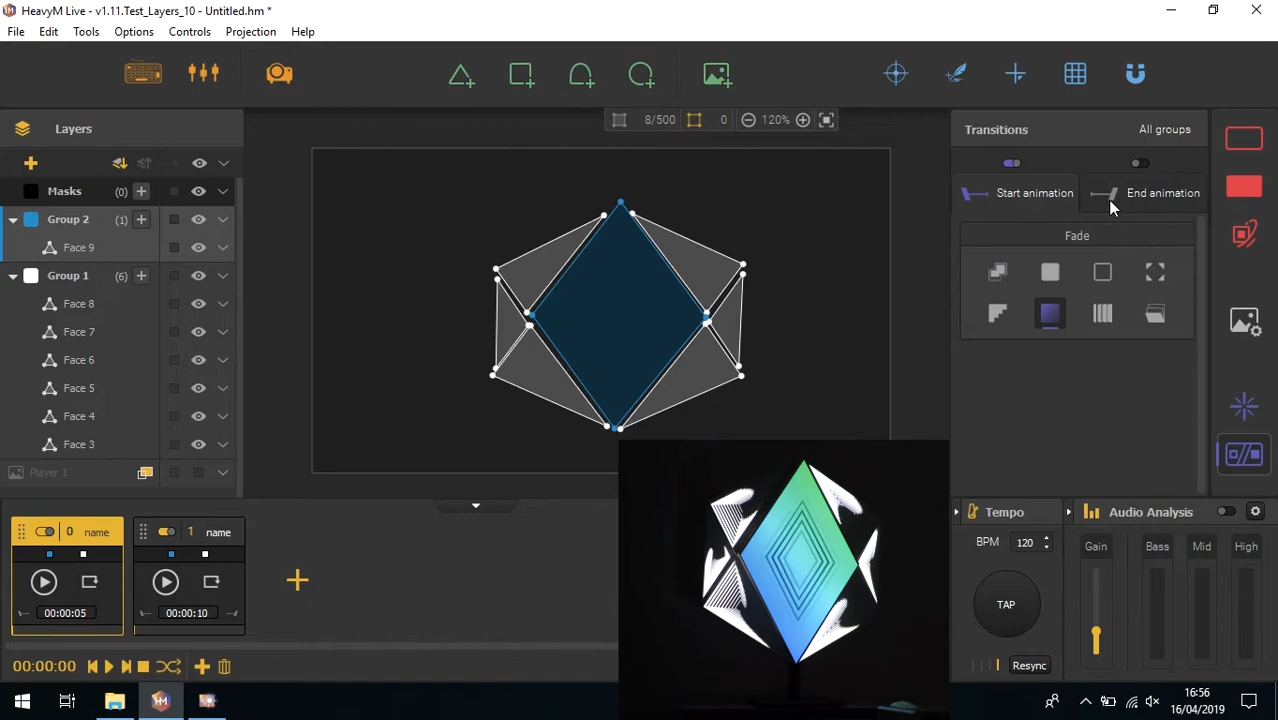 HeavyM Live - v1.11.Test_Layers_10 - Untitled.hm *
File Edit Tools Options Controls Projection Help
8/500 0 120%
Layers
Transitions All groups
Masks (0)
Start animation End animation
Group 2 (1)
Fade
Face 9
Group 1 (6)
Face 8
Face 7
Face 6
Face 5
Face 4
Face 3
Player 1
0 name 1 name
Tempo Audio Analysis
BPM 120 Gain Bass Mid High
00:00:05 00:00:10
TAP
00:00:00
Resync
HM
16:56
16/04/2019